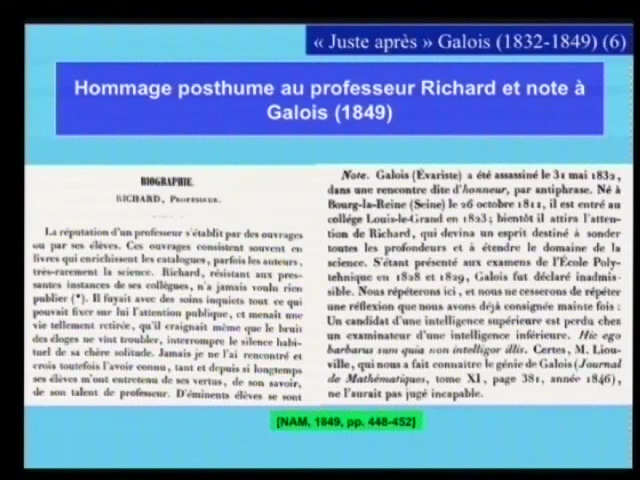 « Juste après » Galois (1832-1849) (6)
Hommage posthume au professeur Richard et note à
Galois (1849)
BIOGRAPHIE.
RICHARD, Professeur.
La réputation d'un professeur s'établit par des ouvrages
ou par ses élèves. Ces ouvrages consistent souvent en
livres qui enrichissent les catalogues, parfois les auteurs,
très-rarement la science. Richard, résistant aux pres-
santes instances de ses collègues, n'a jamais voulu rien
publier (*). Il fuyait avec des soins inquiets tout ce qui
pouvait fixer sur lui l'attention publique, et menait une
vie tellement retirée, qu'il craignait même que le bruit
des éloges ne vint troubler, interrompre le silence habi-
tuel de sa chère solitude. Jamais je ne l'ai rencontré et
crois toutefois l'avoir connu, tant et depuis si longtemps
ses élèves m'ont entretenu de ses vertus, de son savoir,
de son talent de professeur. D'éminents élèves se sont
Note. Galois (Évariste) a été assassiné le 31 mai 1832,
dans une rencontre dite d'honneur, par antiphrase. Né à
Bourg-la-Reine (Seine) le 26 octobre 1811, il est entré au
collége Louis-le-Grand en 1823; bientôt il attira l'atten-
tion de Richard, qui devina un esprit destiné à sonder
toutes les profondeurs et à étendre le domaine de la
science. S'étant présenté aux examens de l'École Poly-
technique en 1828 et 1829, Galois fut déclaré inadmis-
sible. Nous répéterons ici, et nous ne cesserons de répéter
une réflexion que nous avons déjà consignée mainte fois :
Un candidat d'une intelligence supérieure est perdu chez
un examinateur d'une intelligence inférieure. Hic ego
barbarus sum quia non intelligor illis. Certes, M. Liou-
ville, qui nous a fait connaître le génie de Galois (Journal
de Mathématiques, tome XI, page 381, année 1846),
ne l'aurait pas jugé incapable.
[NAM, 1849, pp. 448-452]